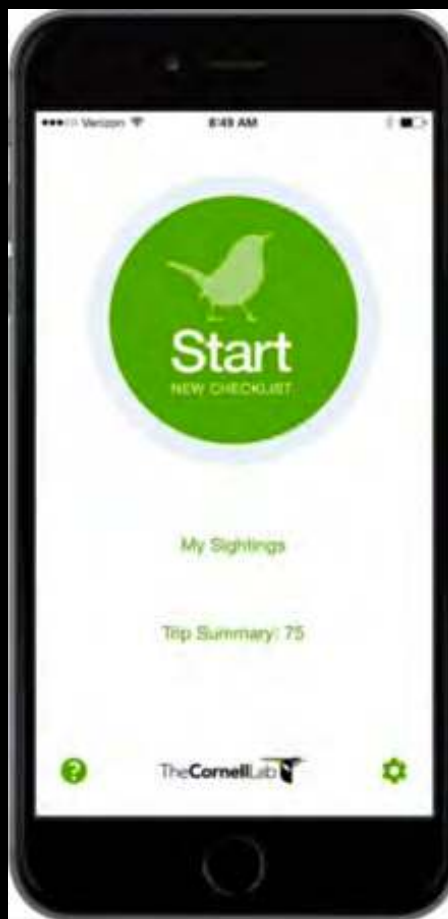 Verizon
8:49 AM
Start
NEW CHECKLIST
My Sightings
Trip Summary: 75
?
TheCornellLab